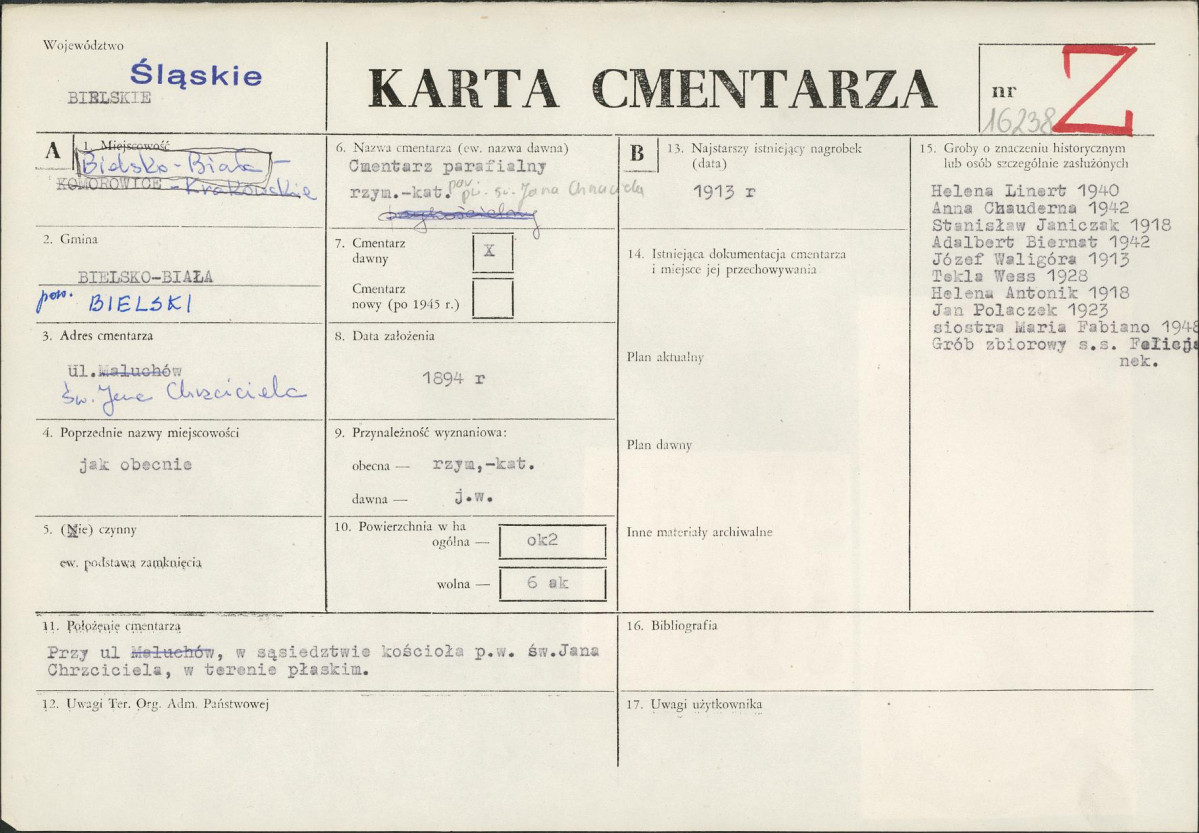 Województwo
Śląskie
BIELSKIE
KARTA CMENTARZA
nr
16238
Z
A
1. Miejscowość
Bielsko-Biała -
KOMOROWICE - Krakowskie
2. Gmina
BIELSKO-BIAŁA
pow. BIELSKI
3. Adres cmentarza
ul. Maluchów
Św. Jana Chrzciciela
4. Poprzednie nazwy miejscowości
jak obecnie
5. (Nie) czynny
ew. podstawa zamknięcia
6. Nazwa cmentarza (ew. nazwa dawna)
Cmentarz parafialny
rzym.-kat. par. pw. św. Jana Chrzciciela
przykościelny
7. Cmentarz
dawny
X
Cmentarz
nowy (po 1945 r.)
8. Data założenia
1894 r
9. Przynależność wyznaniowa:
obecna — rzym,-kat.
dawna — j.w.
10. Powierzchnia w ha
ogólna — ok2
wolna — 6 ak
B
13. Najstarszy istniejący nagrobek
(data)
1913 r
14. Istniejąca dokumentacja cmentarza
i miejsce jej przechowywania
Plan aktualny
Plan dawny
Inne materiały archiwalne
15. Groby o znaczeniu historycznym
lub osób szczególnie zasłużonych
Helena Linert 1940
Anna Chauderna 1942
Stanisław Janiczak 1918
Adalbert Biernat 1942
Józef Waligóra 1913
Tekla Wess 1928
Helena Antonik 1918
Jan Polaczek 1923
siostra Maria Fabiano 1948
Grób zbiorowy s.s. Felicja
nek.
11. Położenie cmentarza
Przy ul Maluchów, w sąsiedztwie kościoła p.w. św.Jana
Chrzciciela, w terenie płaskim.
12. Uwagi Ter. Org. Adm. Państwowej
16. Bibliografia
17. Uwagi użytkownika